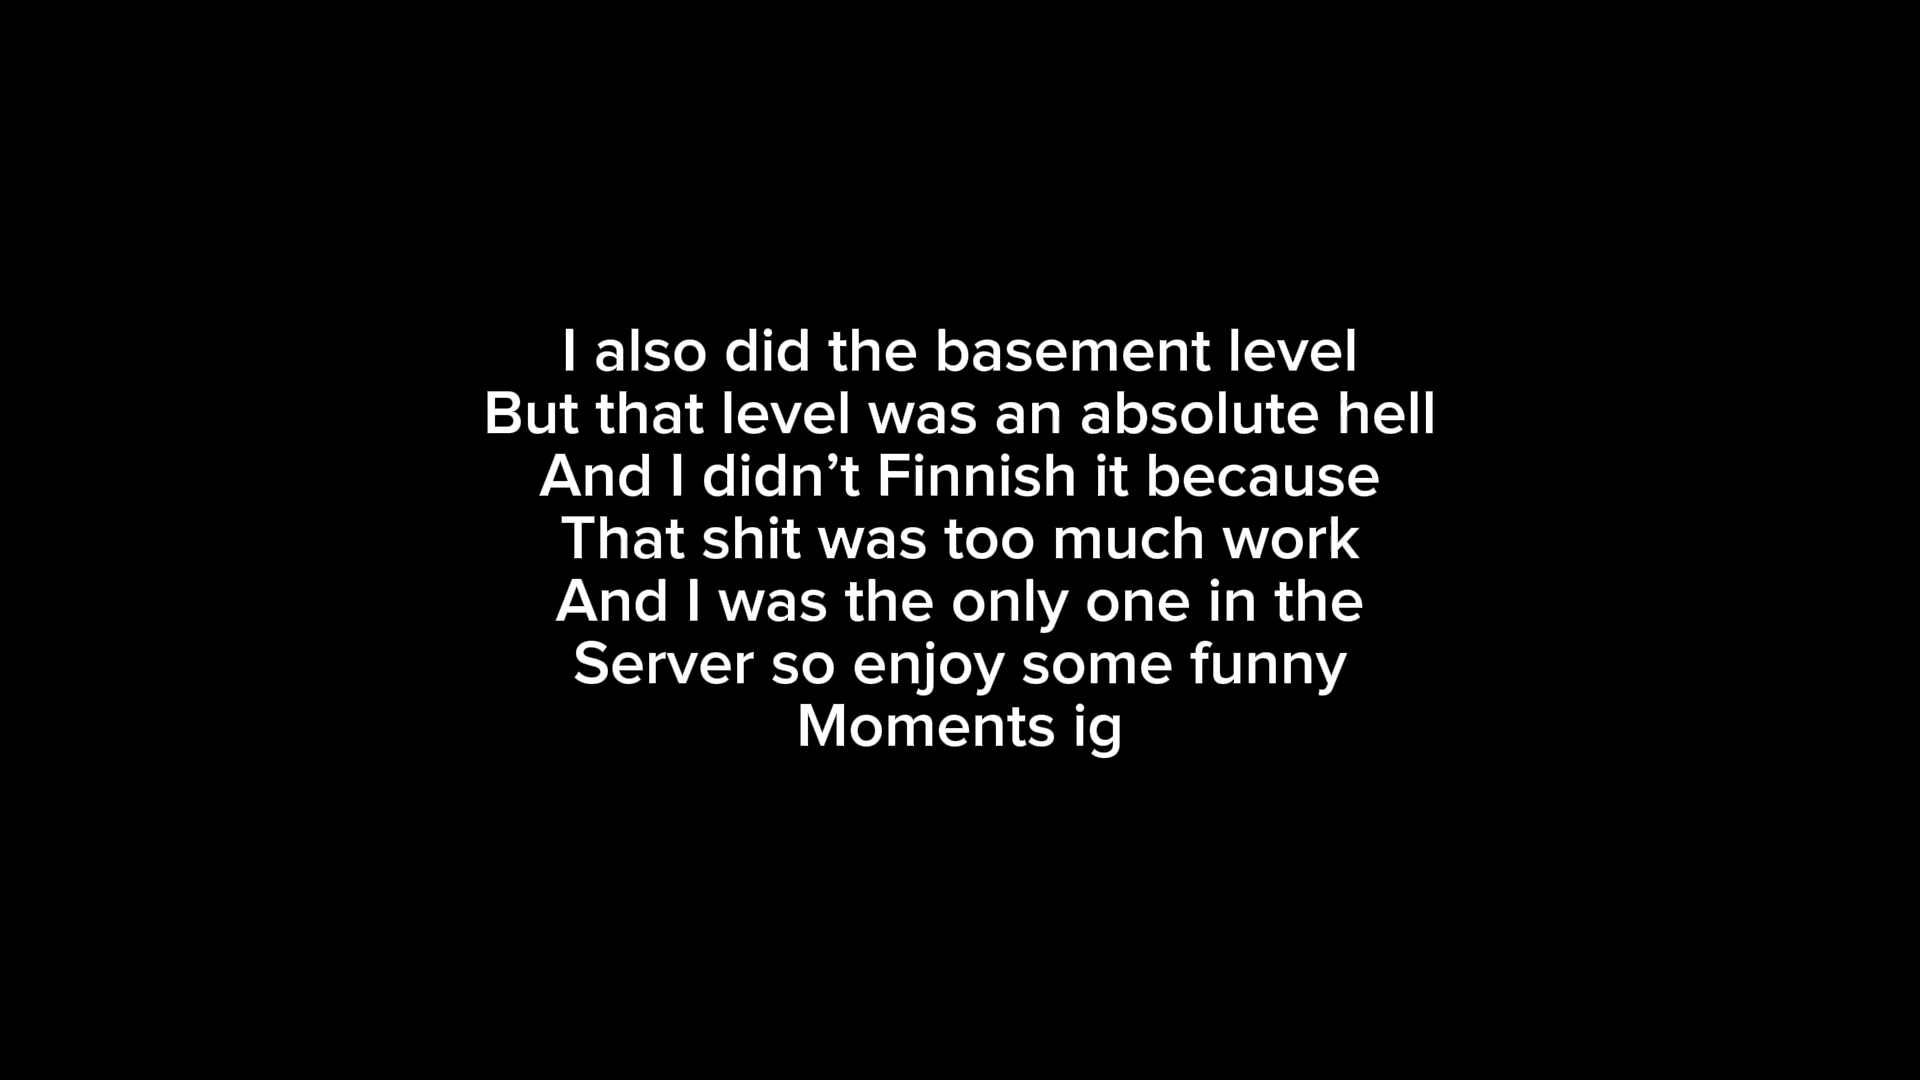 I also did the basement level
But that level was an absolute hell
And I didn’t Finnish it because
That shit was too much work
And I was the only one in the
Server so enjoy some funny
Moments ig